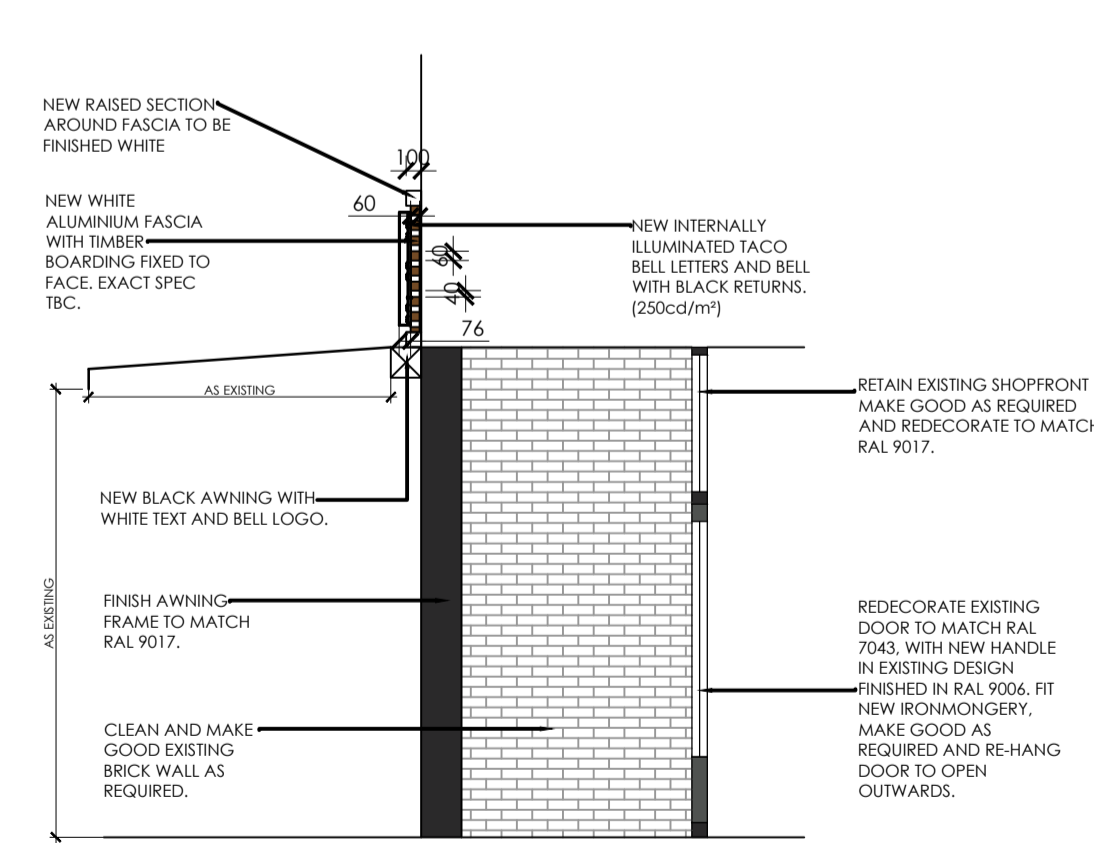 NEW RAISED SECTION
AROUND FASCIA TO BE
FINISHED WHITE
100
NEW WHITE
ALUMINIUM FASCIA
WITH TIMBER
BOARDING FIXED TO
FACE. EXACT SPEC
TBC.
60
NEW INTERNALLY
ILLUMINATED TACO
BELL LETTERS AND BELL
WITH BLACK RETURNS.
(250cd/m²)
60
40
76
AS EXISTING
RETAIN EXISTING SHOPFRONT
MAKE GOOD AS REQUIRED
AND REDECORATE TO MATCH
RAL 9017.
NEW BLACK AWNING WITH
WHITE TEXT AND BELL LOGO.
AS EXISTING
FINISH AWNING
FRAME TO MATCH
RAL 9017.
REDECORATE EXISTING
DOOR TO MATCH RAL
7043, WITH NEW HANDLE
IN EXISTING DESIGN
FINISHED IN RAL 9006. FIT
NEW IRONMONGERY,
MAKE GOOD AS
REQUIRED AND RE-HANG
DOOR TO OPEN
OUTWARDS.
CLEAN AND MAKE
GOOD EXISTING
BRICK WALL AS
REQUIRED.